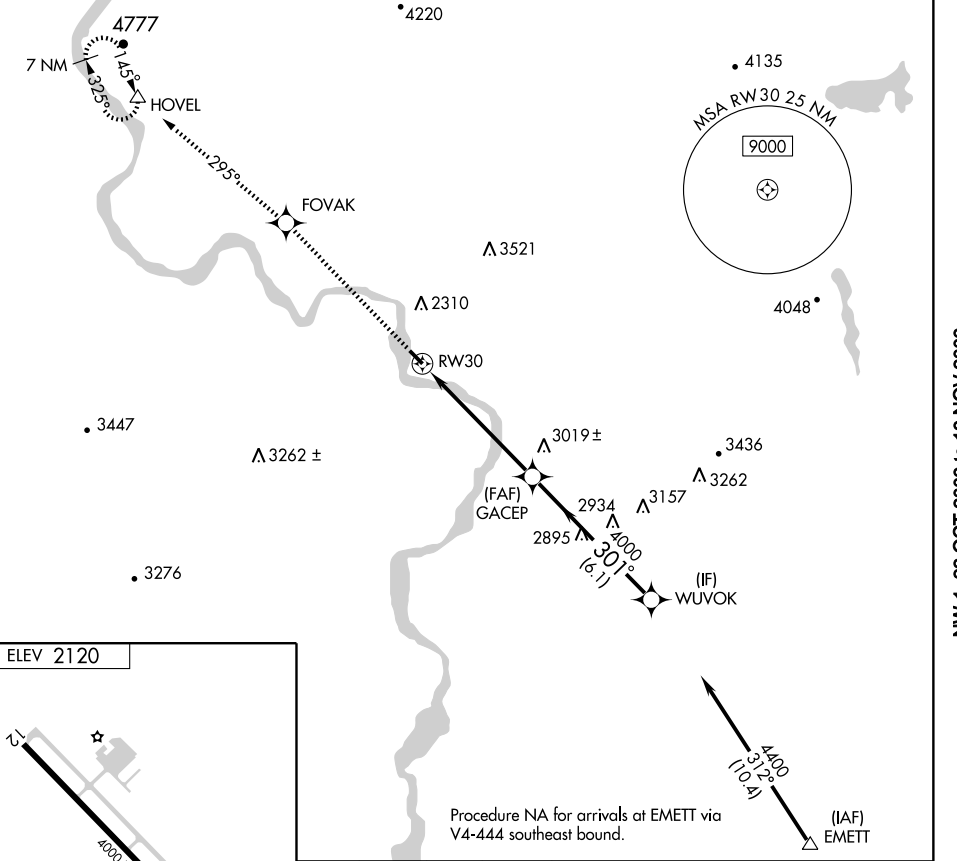 4220
4777
7 NM
145°
325°
HOVEL
4135
MSA RW30 25 NM
9000
295°
FOVAK
3521
2310
4048
RW30
3447
3262 ±
3019 ±
3436
3262
(FAF)
GACEP
2934
3157
2895
4000
301°
(6.1)
(IF)
WUVOK
3276
ELEV 2120
12
4000
4400
312°
(10.4)
Procedure NA for arrivals at EMETT via
V4-444 southeast bound.
(IAF)
EMETT